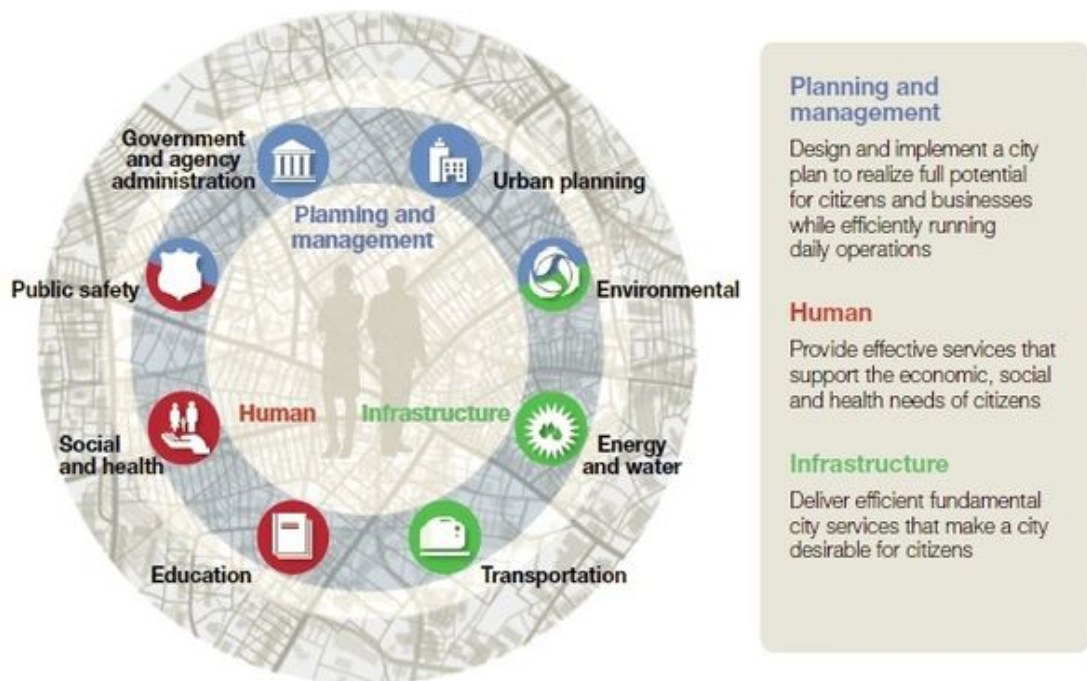 Government
and agency
administration
Urban planning
Planning and
management
Public safety
Environmental
Human
Infrastructure
Social
and health
Energy
and water
Education
Transportation
Planning and
management
Design and implement a city
plan to realize full potential
for citizens and businesses
while efficiently running
daily operations
Human
Provide effective services that
support the economic, social
and health needs of citizens
Infrastructure
Deliver efficient fundamental
city services that make a city
desirable for citizens